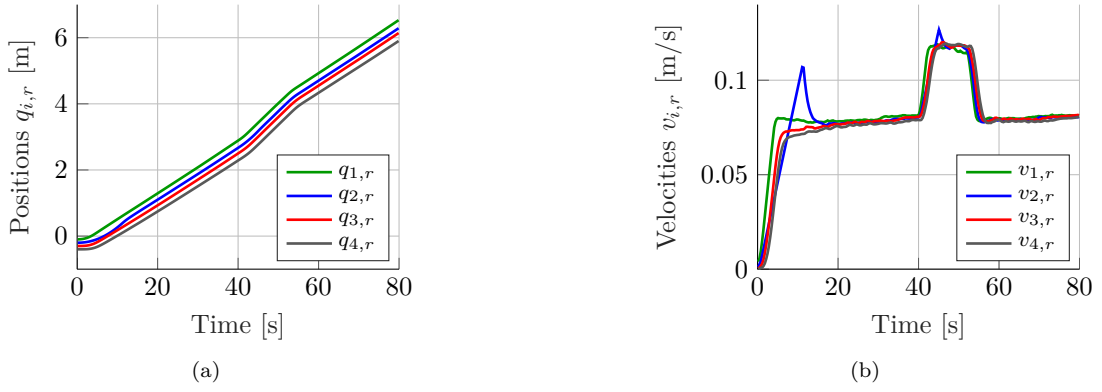 Positions q_{i,r} [m]
6
4
2
0
0 20 40 60 80
Time [s]
q_{1,r}
q_{2,r}
q_{3,r}
q_{4,r}
(a)
Velocities v_{i,r} [m/s]
0.1
0.05
0
0 20 40 60 80
Time [s]
v_{1,r}
v_{2,r}
v_{3,r}
v_{4,r}
(b)